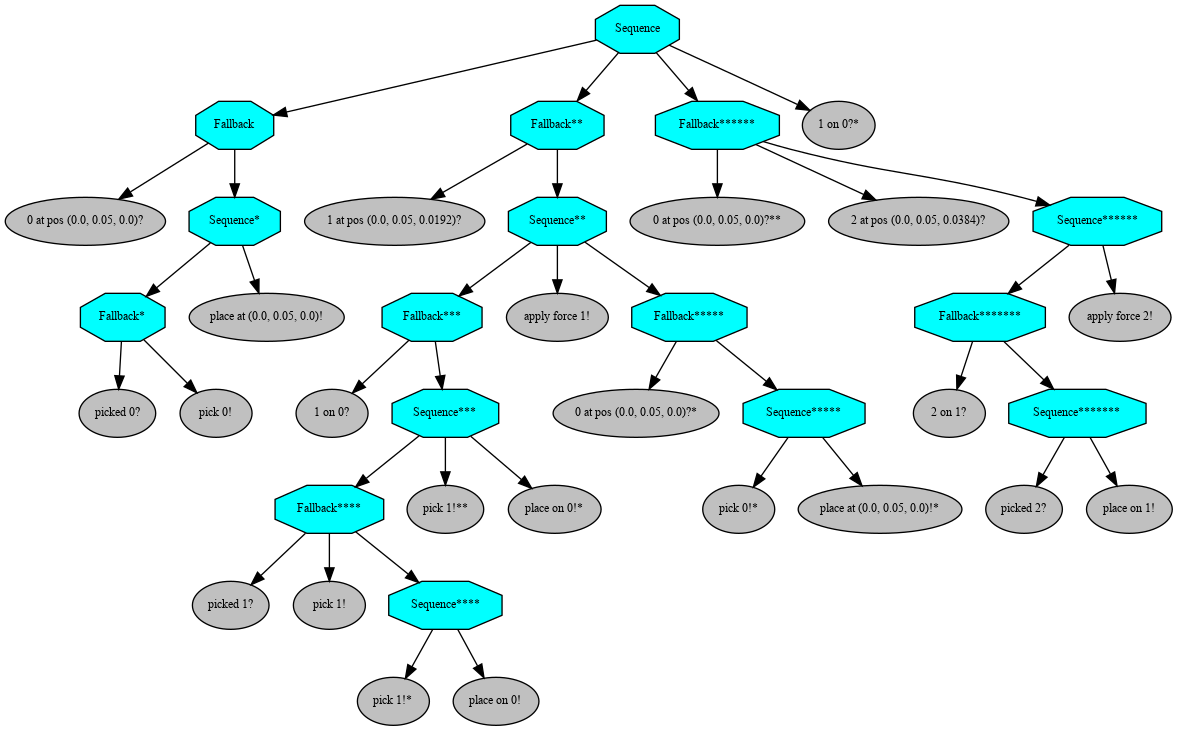 Sequence
Fallback
Fallback**
Fallback******
1 on 0?*
0 at pos (0.0, 0.05, 0.0)?
Sequence*
1 at pos (0.0, 0.05, 0.0192)?
Sequence**
0 at pos (0.0, 0.05, 0.0)?**
2 at pos (0.0, 0.05, 0.0384)?
Sequence******
Fallback*
place at (0.0, 0.05, 0.0)!
Fallback***
apply force 1!
Fallback*****
Fallback*******
apply force 2!
picked 0?
pick 0!
1 on 0?
Sequence***
0 at pos (0.0, 0.05, 0.0)?*
Sequence*****
2 on 1?
Sequence*******
Fallback****
pick 1!**
place on 0!*
pick 0!*
place at (0.0, 0.05, 0.0)!*
picked 2?
place on 1!
picked 1?
pick 1!
Sequence****
pick 1!*
place on 0!